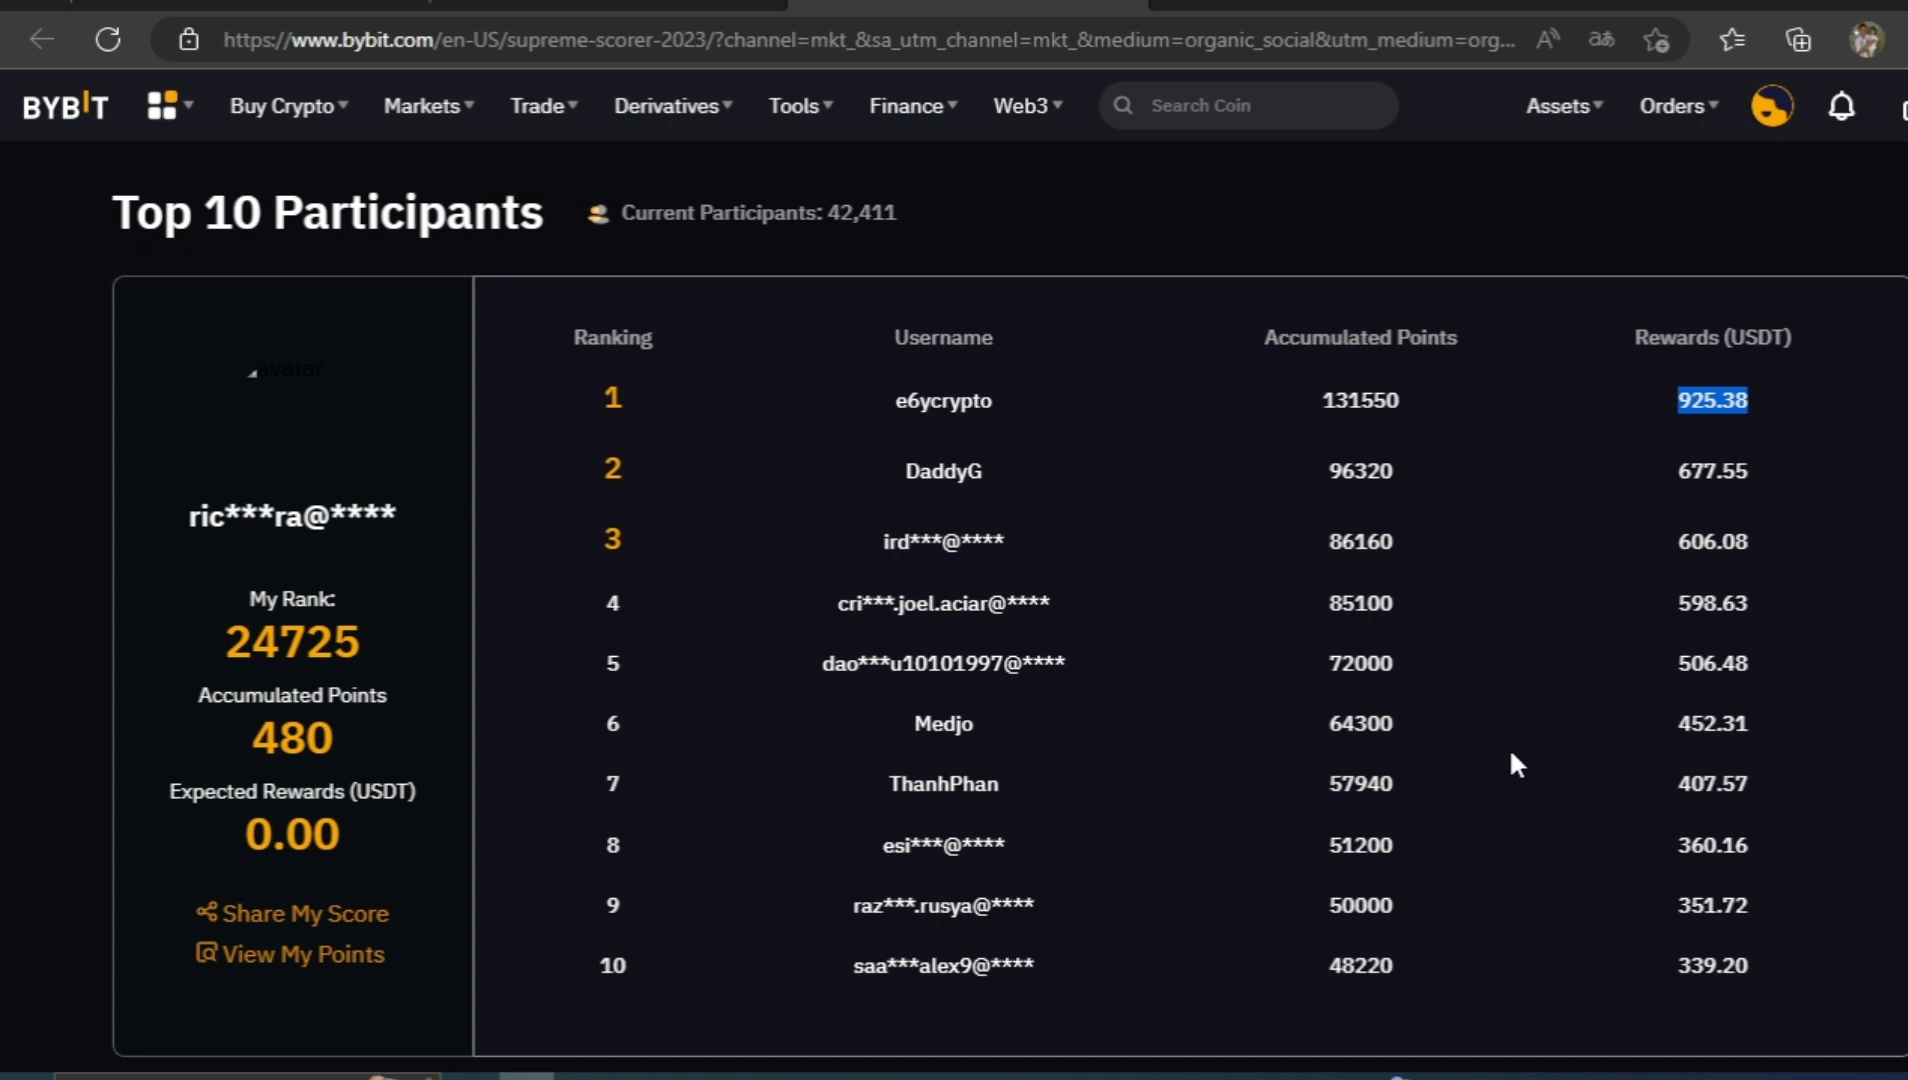 https://www.bybit.com/en-US/supreme-scorer-2023/?channel=mkt_&sa_utm_channel=mkt_&medium=organic_social&utm_medium=org...
BYBIT Buy Crypto Markets Trade Derivatives Tools Finance Web3 Search Coin Assets Orders
Top 10 Participants Current Participants: 42,411
avatar
ric***ra@****
My Rank:
24725
Accumulated Points
480
Expected Rewards (USDT)
0.00
Share My Score
View My Points
Ranking Username Accumulated Points Rewards (USDT)
1 e6ycrypto 131550 925.38
2 DaddyG 96320 677.55
3 ird***@**** 86160 606.08
4 cri***.joel.aciar@**** 85100 598.63
5 dao***u10101997@**** 72000 506.48
6 Medjo 64300 452.31
7 ThanhPhan 57940 407.57
8 esi***@**** 51200 360.16
9 raz***.rusya@**** 50000 351.72
10 saa***alex9@**** 48220 339.20